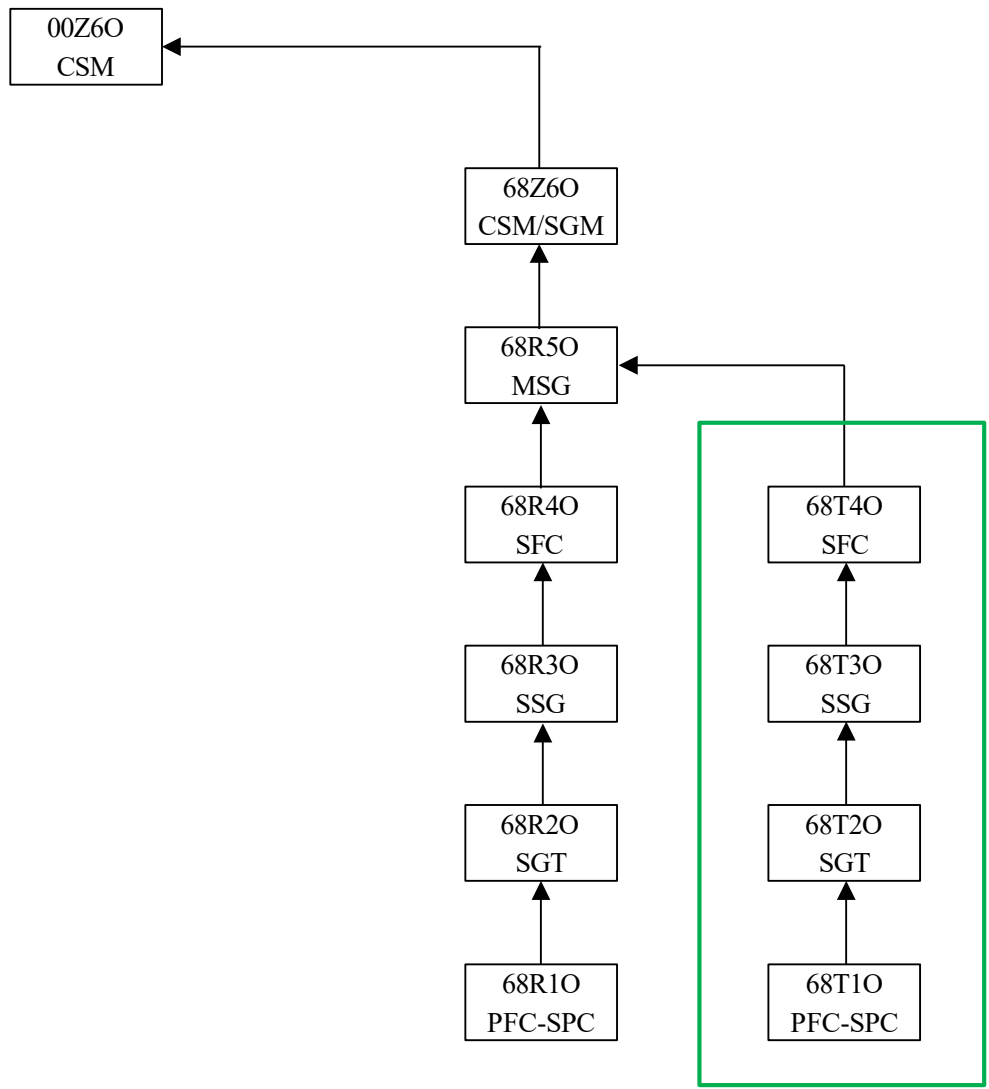 00Z6O
CSM
68Z6O
CSM/SGM
68R5O
MSG
68R4O
SFC
68T4O
SFC
68R3O
SSG
68T3O
SSG
68R2O
SGT
68T2O
SGT
68R1O
PFC-SPC
68T1O
PFC-SPC